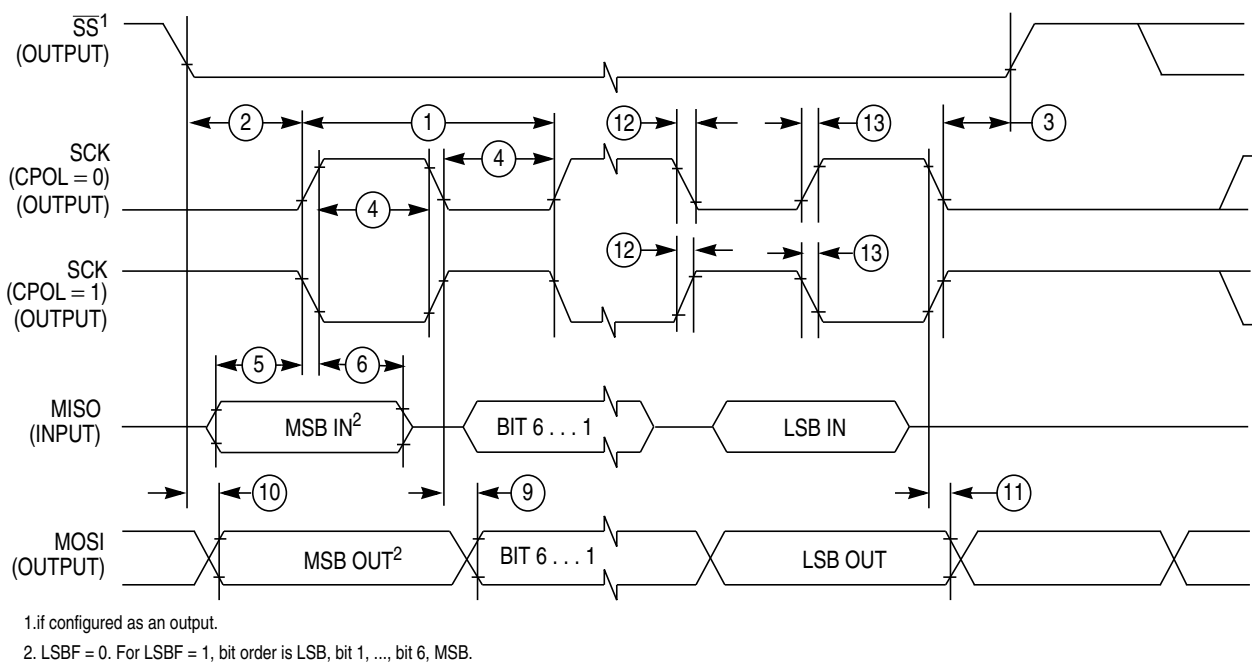 SS¹
(OUTPUT)
2
1
12
13
3
SCK
(CPOL = 0)
(OUTPUT)
4
4
SCK
(CPOL = 1)
(OUTPUT)
12
13
5
6
MISO
(INPUT)
MSB IN²
BIT 6 . . . 1
LSB IN
10
9
11
MOSI
(OUTPUT)
MSB OUT²
BIT 6 . . . 1
LSB OUT
1.if configured as an output.
2. LSBF = 0. For LSBF = 1, bit order is LSB, bit 1, ..., bit 6, MSB.